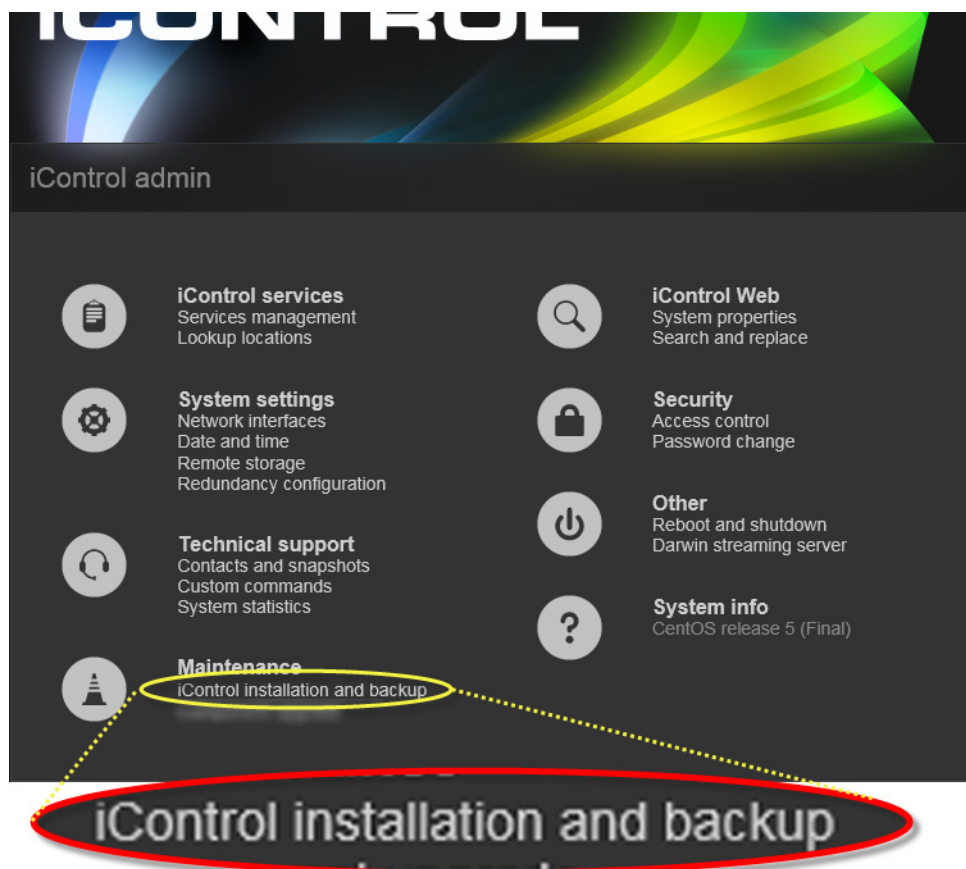 iCONTROL
iControl admin
iControl services
Services management
Lookup locations
System settings
Network interfaces
Date and time
Remote storage
Redundancy configuration
Technical support
Contacts and snapshots
Custom commands
System statistics
Maintenance
iControl installation and backup
iControl Web
System properties
Search and replace
Security
Access control
Password change
Other
Reboot and shutdown
Darwin streaming server
System info
CentOS release 5 (Final)
iControl installation and backup